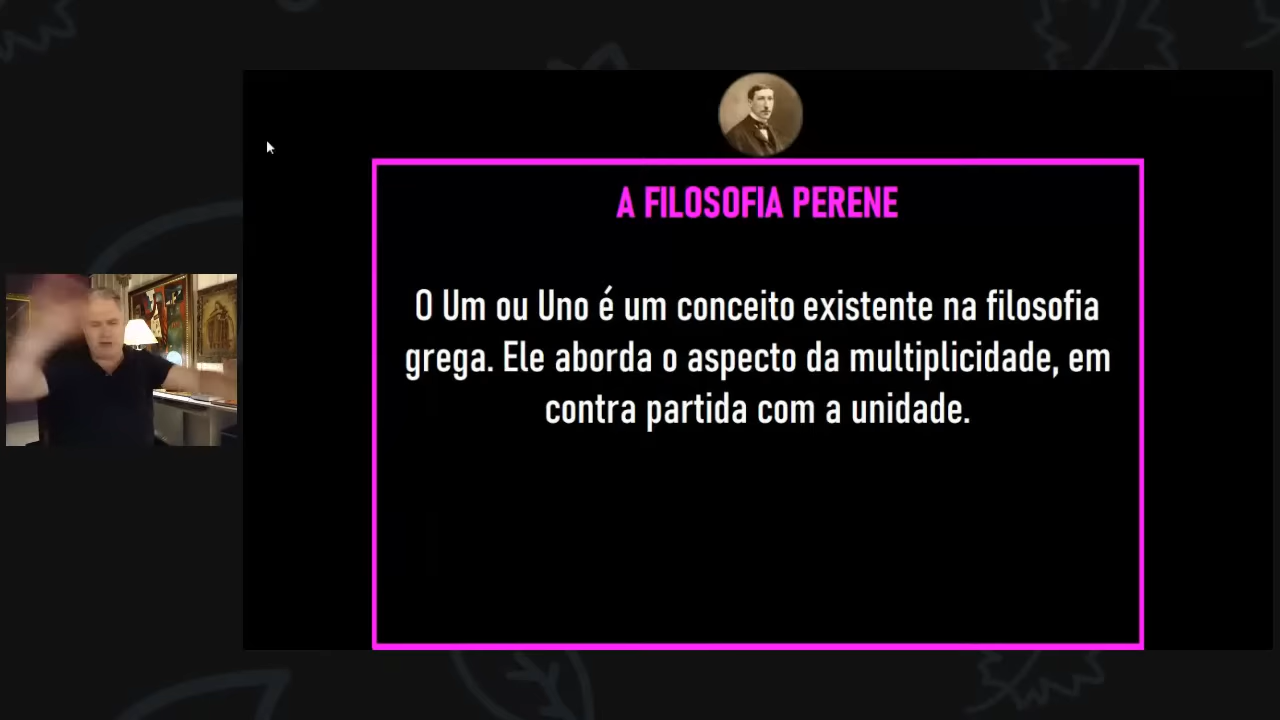 A FILOSOFIA PERENE
O Um ou Uno é um conceito existente na filosofia
grega. Ele aborda o aspecto da multiplicidade, em
contra partida com a unidade.